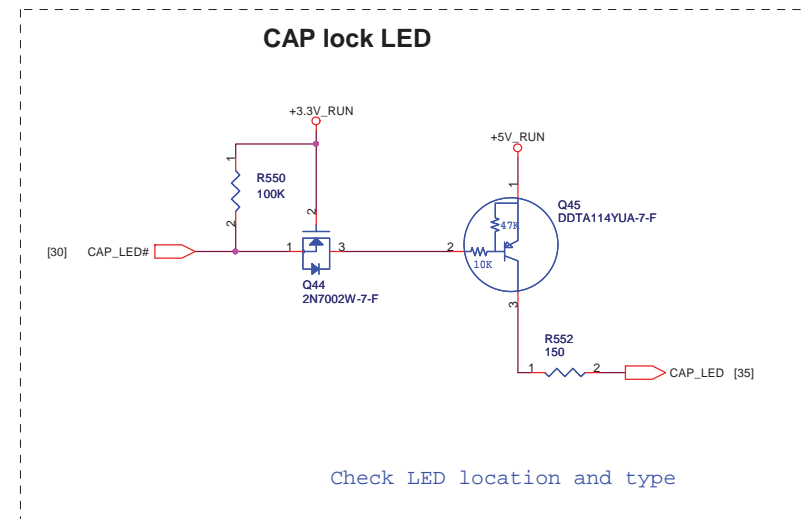 CAP lock LED
+3.3V_RUN
+5V_RUN
1
R550
100K
2
2
1
Q45
DDTA114YUA-7-F
47K
[30] CAP_LED#
1
3
2
10K
Q44
2N7002W-7-F
3
R552
150
1
2
CAP_LED [35]
Check LED location and type